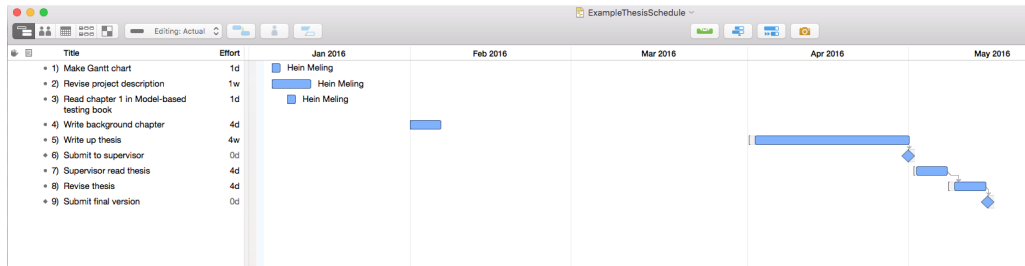 ExampleThesisSchedule
Editing: Actual
Title Effort Jan 2016 Feb 2016 Mar 2016 Apr 2016 May 2016
1) Make Gantt chart 1d Hein Meling
2) Revise project description 1w Hein Meling
3) Read chapter 1 in Model-based 1d Hein Meling
testing book
4) Write background chapter 4d
5) Write up thesis 4w
6) Submit to supervisor 0d
7) Supervisor read thesis 4d
8) Revise thesis 4d
9) Submit final version 0d